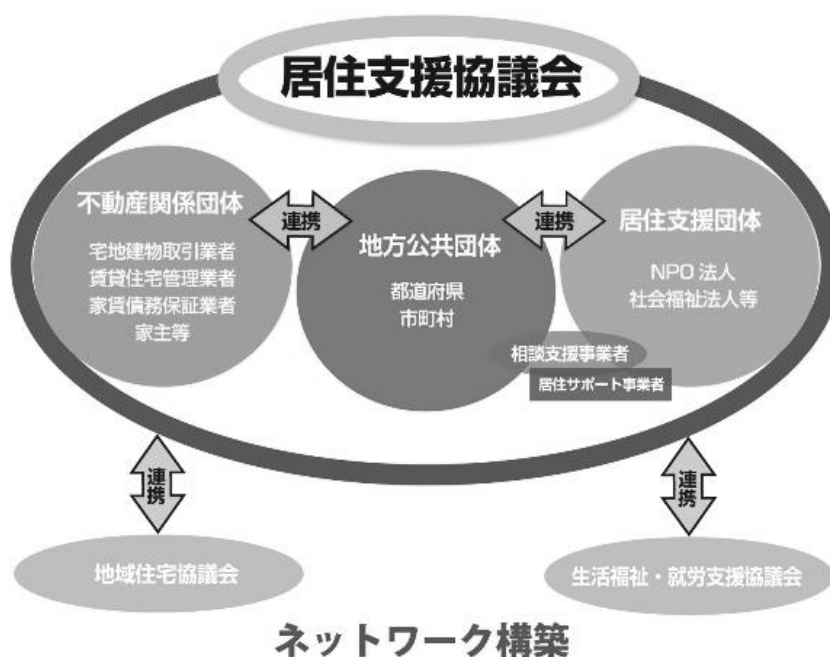 居住支援協議会
不動産関係団体
宅地建物取引業者
賃貸住宅管理業者
家賃債務保証業者
家主等
連携
地方公共団体
都道府県
市町村
連携
居住支援団体
NPO 法人
社会福祉法人等
相談支援事業者
居住サポート事業者
連携
地域住宅協議会
連携
生活福祉・就労支援協議会
ネットワーク構築